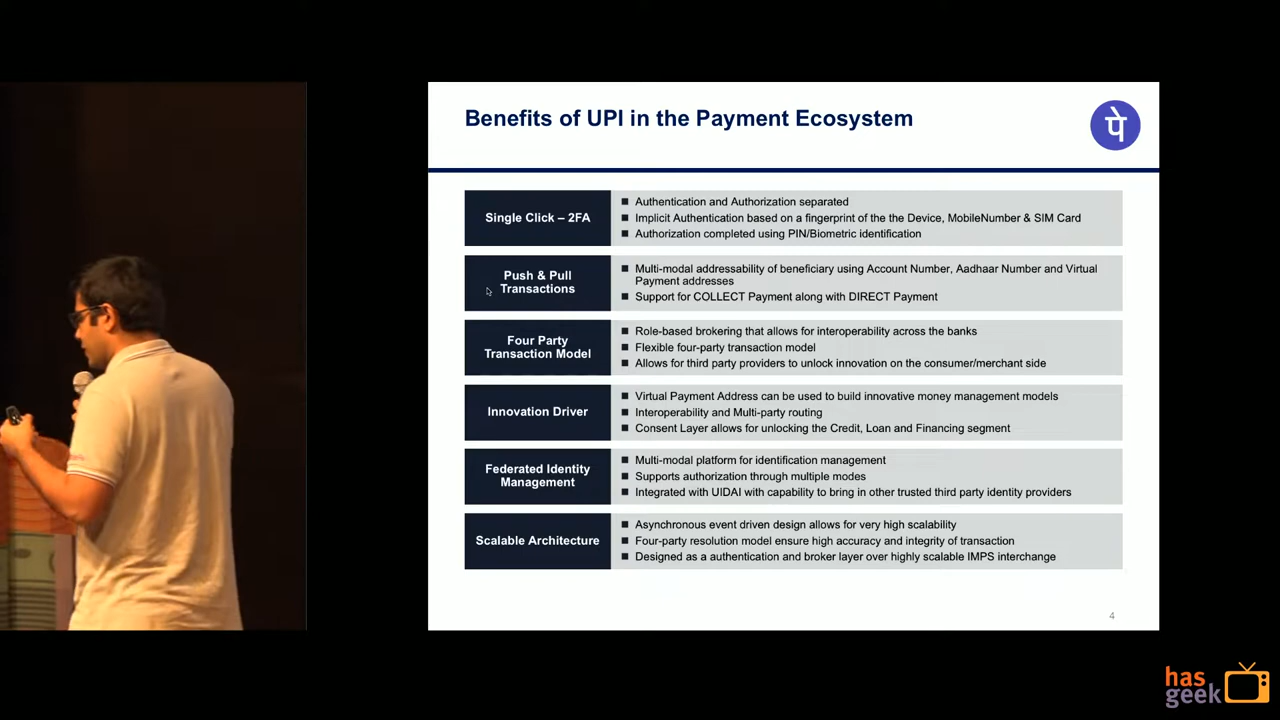 Benefits of UPI in the Payment Ecosystem
पे
Single Click – 2FA
Authentication and Authorization separated
Implicit Authentication based on a fingerprint of the the Device, MobileNumber & SIM Card
Authorization completed using PIN/Biometric identification
Push & Pull
Transactions
Multi-modal addressability of beneficiary using Account Number, Aadhaar Number and Virtual
Payment addresses
Support for COLLECT Payment along with DIRECT Payment
Four Party
Transaction Model
Role-based brokering that allows for interoperability across the banks
Flexible four-party transaction model
Allows for third party providers to unlock innovation on the consumer/merchant side
Innovation Driver
Virtual Payment Address can be used to build innovative money management models
Interoperability and Multi-party routing
Consent Layer allows for unlocking the Credit, Loan and Financing segment
Federated Identity
Management
Multi-modal platform for identification management
Supports authorization through multiple modes
Integrated with UIDAI with capability to bring in other trusted third party identity providers
Scalable Architecture
Asynchronous event driven design allows for very high scalability
Four-party resolution model ensure high accuracy and integrity of transaction
Designed as a authentication and broker layer over highly scalable IMPS interchange
4
has
geek